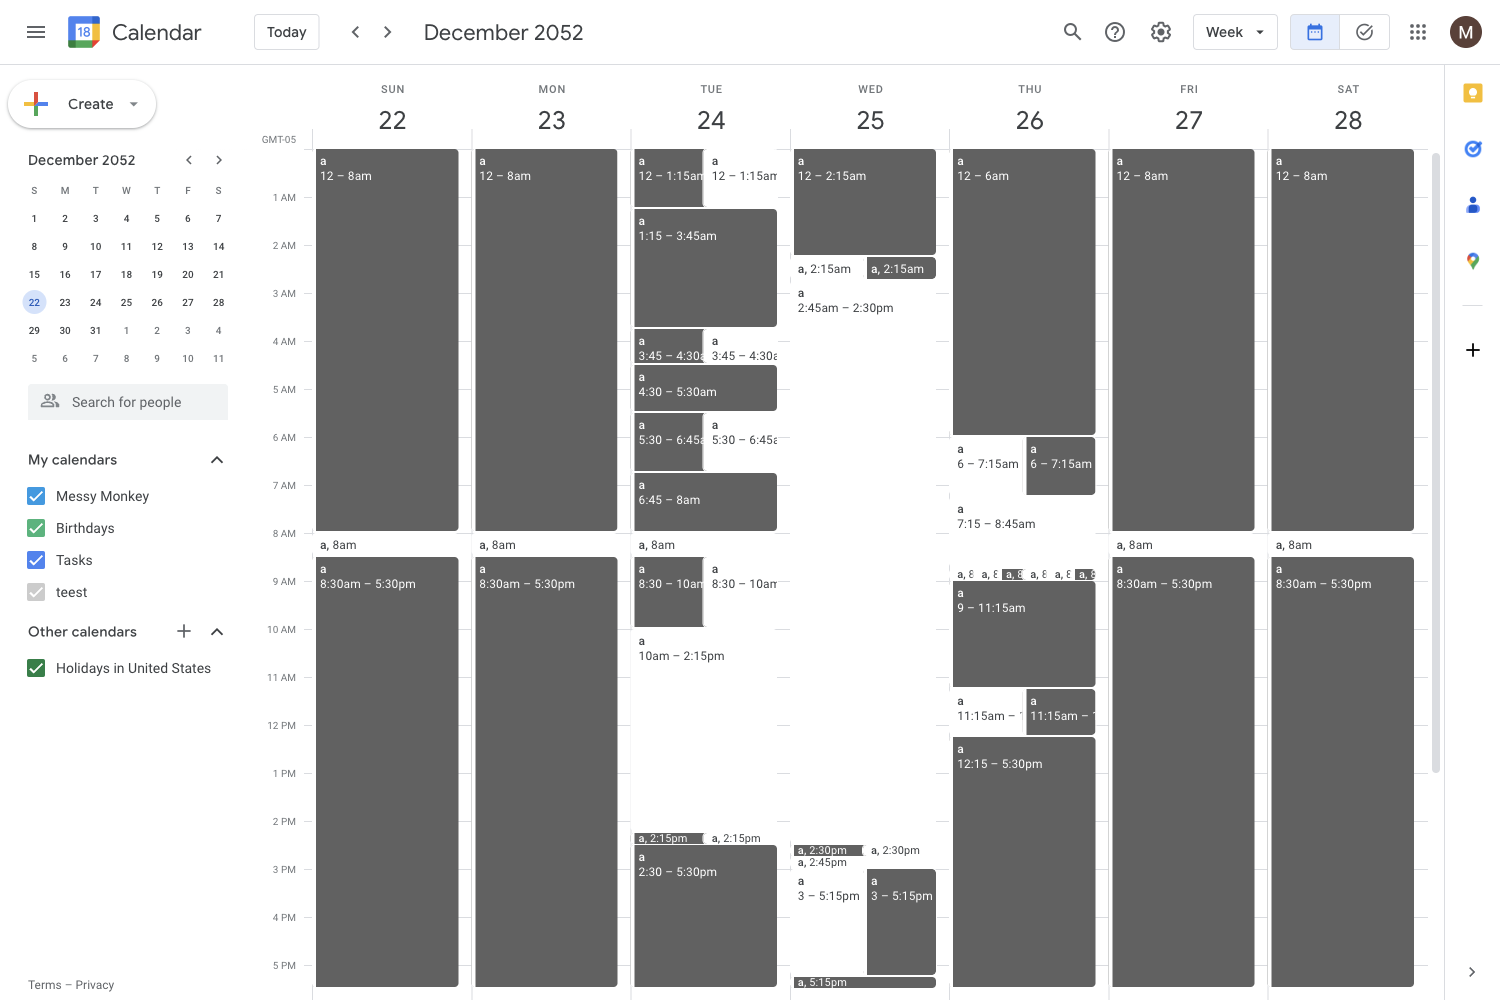 18
Calendar
Today
December 2052
Week
M
Create
December 2052
S M T W T F S
1 2 3 4 5 6 7
8 9 10 11 12 13 14
15 16 17 18 19 20 21
22 23 24 25 26 27 28
29 30 31 1 2 3 4
5 6 7 8 9 10 11
Search for people
My calendars
Messy Monkey
Birthdays
Tasks
teest
Other calendars
Holidays in United States
Terms – Privacy
GMT-05
1 AM
2 AM
3 AM
4 AM
5 AM
6 AM
7 AM
8 AM
9 AM
10 AM
11 AM
12 PM
1 PM
2 PM
3 PM
4 PM
5 PM
SUN
22
a
12 – 8am
a, 8am
a
8:30am – 5:30pm
MON
23
a
12 – 8am
a, 8am
a
8:30am – 5:30pm
TUE
24
a
12 – 1:15am
a
12 – 1:15am
a
1:15 – 3:45am
a
3:45 – 4:30a
a
3:45 – 4:30a
a
4:30 – 5:30am
a
5:30 – 6:45a
a
5:30 – 6:45a
a
6:45 – 8am
a, 8am
a
8:30 – 10am
a
8:30 – 10am
a
10am – 2:15pm
a, 2:15pm
a, 2:15pm
a
2:30 – 5:30pm
WED
25
a
12 – 2:15am
a, 2:15am
a, 2:15am
a
2:45am – 2:30pm
a, 2:30pm
a, 2:30pm
a, 2:45pm
a
3 – 5:15pm
a
3 – 5:15pm
a, 5:15pm
THU
26
a
12 – 6am
a
6 – 7:15am
a
6 – 7:15am
a
7:15 – 8:45am
a, 8
a, 8
a, 8
a, 8
a, 8
a, 8
a
9 – 11:15am
a
11:15am –
a
11:15am –
a
12:15 – 5:30pm
FRI
27
a
12 – 8am
a, 8am
a
8:30am – 5:30pm
SAT
28
a
12 – 8am
a, 8am
a
8:30am – 5:30pm